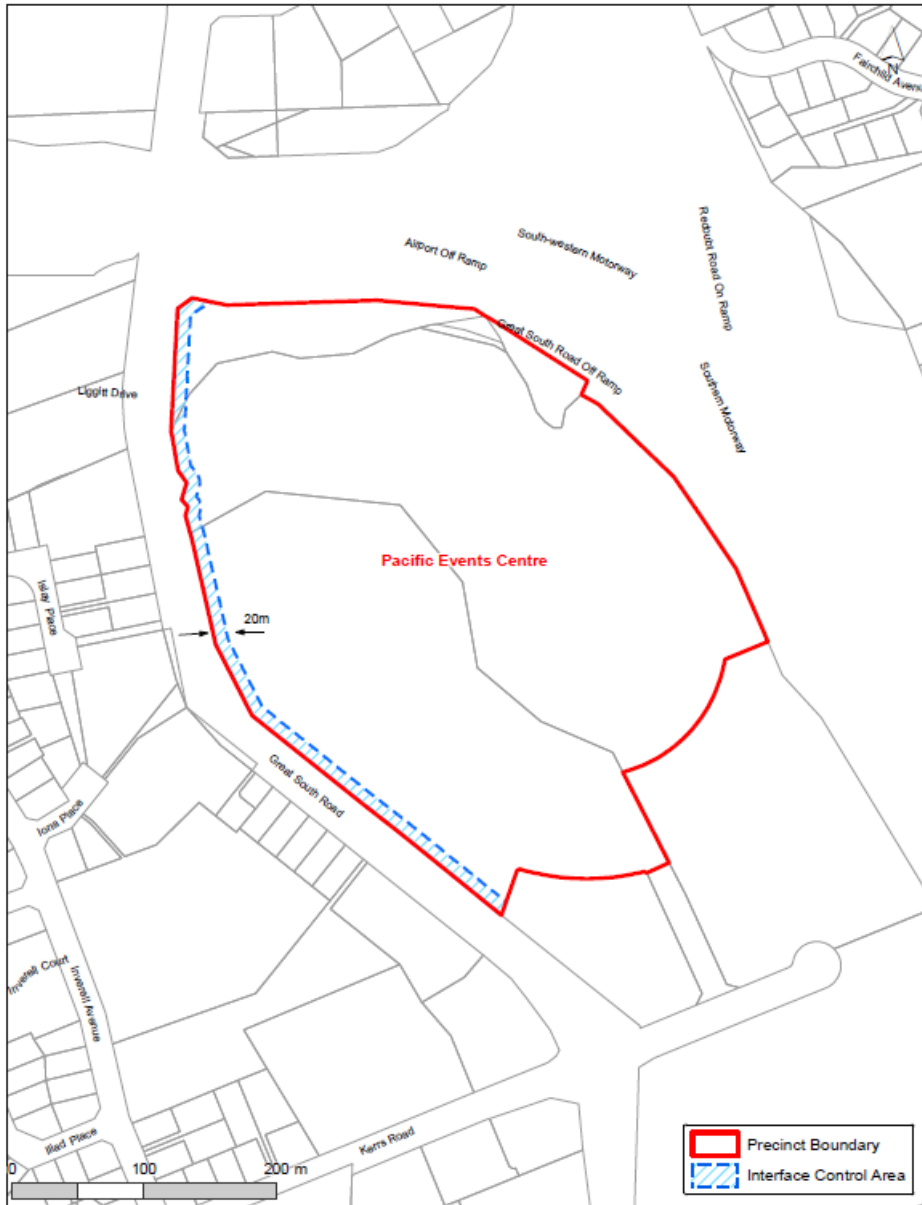 N
Fairchild Avenue
South-western Motorway
Airport Off Ramp
Redoubt Road On Ramp
Great South Road Off Ramp
Liggitt Drive
Southern Motorway
Pacific Events Centre
Islay Place
20m
Great South Road
Iona Place
Inverell Court
Inverell Avenue
Kerrs Road
Iliad Place
0 100 200 m
Precinct Boundary
Interface Control Area